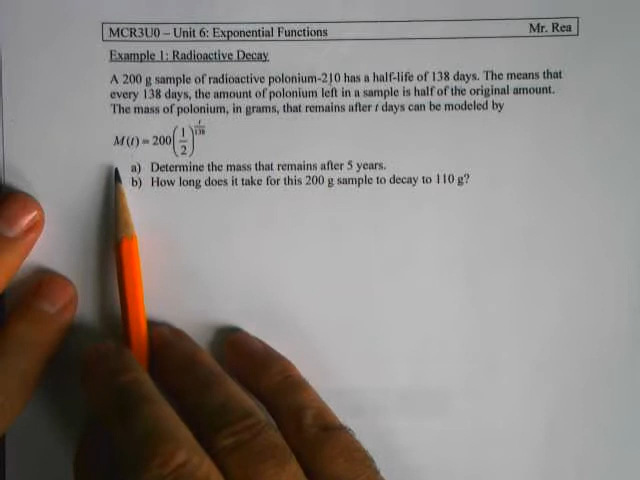 MCR3U0 – Unit 6: Exponential Functions
Mr. Rea
Example 1: Radioactive Decay
A 200 g sample of radioactive polonium-210 has a half-life of 138 days. The means that
every 138 days, the amount of polonium left in a sample is half of the original amount.
The mass of polonium, in grams, that remains after t days can be modeled by
M(t) = 200(1/2)^(t/138)
a) Determine the mass that remains after 5 years.
b) How long does it take for this 200 g sample to decay to 110 g?